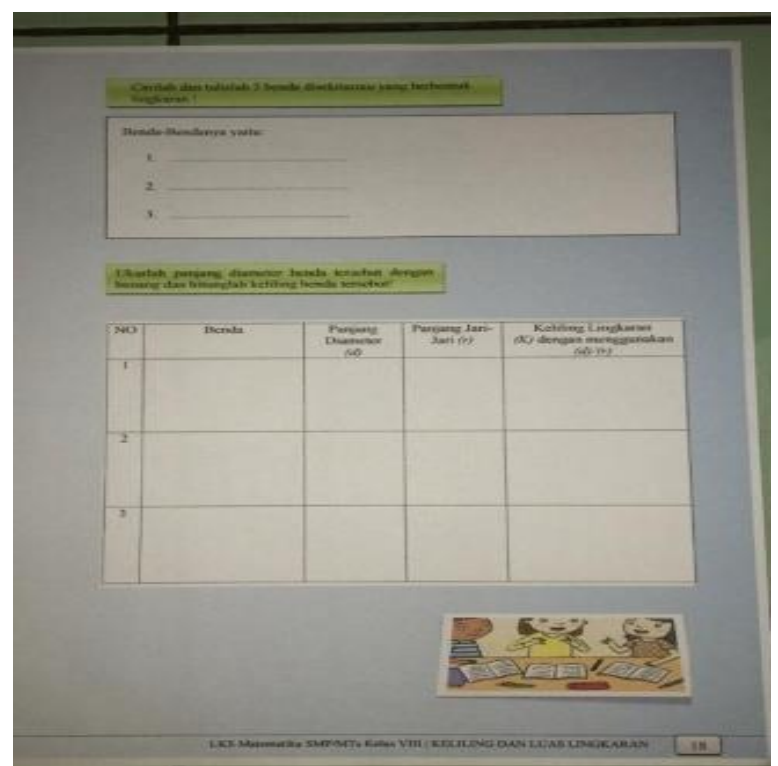 Carilah dan tulislah 3 benda disekitarmu yang berbentuk
lingkaran !
Benda-Bendanya yaitu:
1.
2.
3.
Ukurlah panjang diameter benda tersebut dengan
benang dan hitunglah keliling benda tersebut!
NO Benda Panjang Diameter (d) Panjang Jari-Jari (r) Keliling Lingkaran (K) dengan menggunakan (d)/(r)
1
2
3
LKS Matematika SMP/MTs Kelas VIII | KELILING DAN LUAS LINGKARAN 18